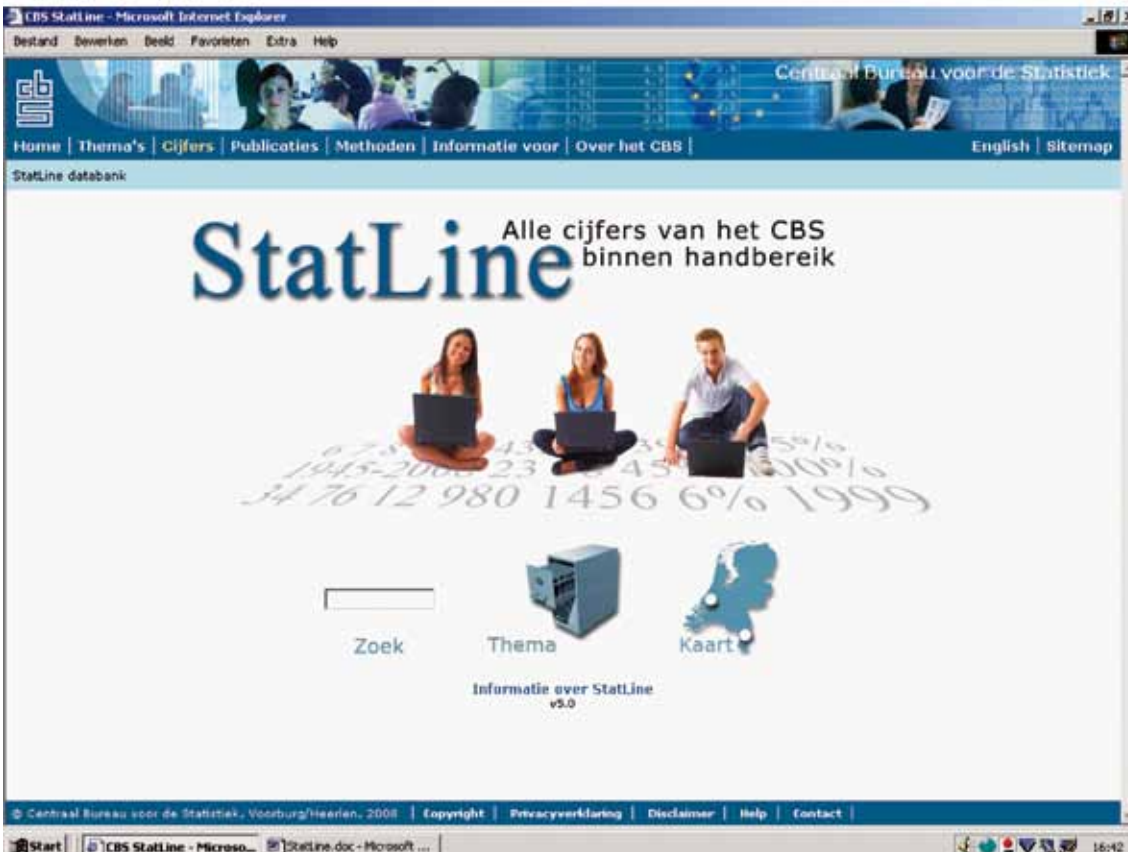 CBS StatLine - Microsoft Internet Explorer
Bestand Bewerken Beeld Favorieten Extra Help
cbs
Centraal Bureau voor de Statistiek
Home | Thema's | Cijfers | Publicaties | Methoden | Informatie voor | Over het CBS |
English | Sitemap
StatLine databank
StatLine
Alle cijfers van het CBS
binnen handbereik
34 76 12 980 1456 6% 1999
Zoek
Thema
Kaart
Informatie over StatLine
v5.0
© Centraal Bureau voor de Statistiek, Voorburg/Heerlen, 2008 | Copyright | Privacyverklaring | Disclaimer | Help | Contact |
Start
CBS StatLine - Microso...
StatLine.doc - Microsoft ...
16:42